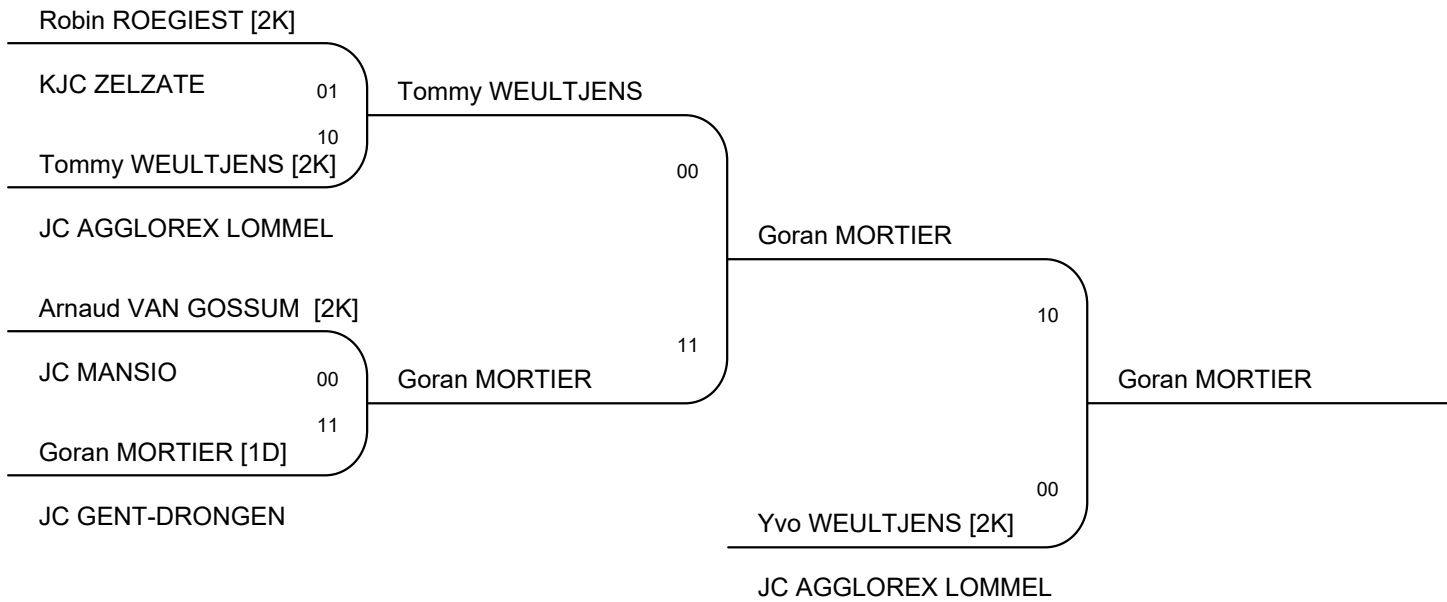 Robin ROEGIEST [2K]
KJC ZELZATE
01
Tommy WEULTJENS
10
Tommy WEULTJENS [2K]
00
JC AGGLOREX LOMMEL
Goran MORTIER
Arnaud VAN GOSSUM [2K]
10
11
JC MANSIO
00
Goran MORTIER
Goran MORTIER
11
Goran MORTIER [1D]
00
JC GENT-DRONGEN
Yvo WEULTJENS [2K]
JC AGGLOREX LOMMEL